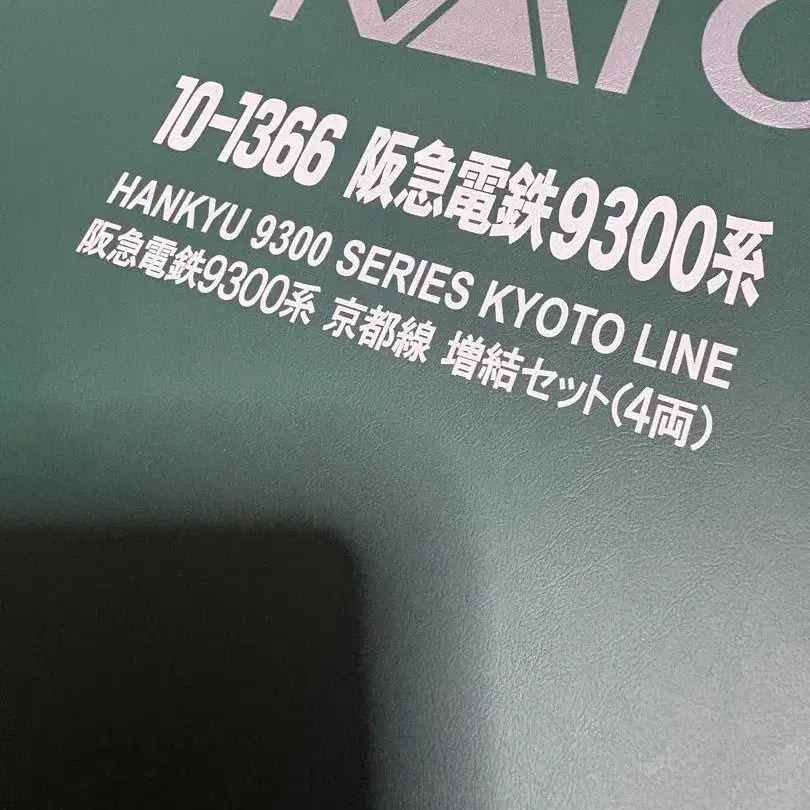 KATO
10-1366 阪急電鉄9300系
HANKYU 9300 SERIES KYOTO LINE
阪急電鉄9300系 京都線 増結セット(4両)